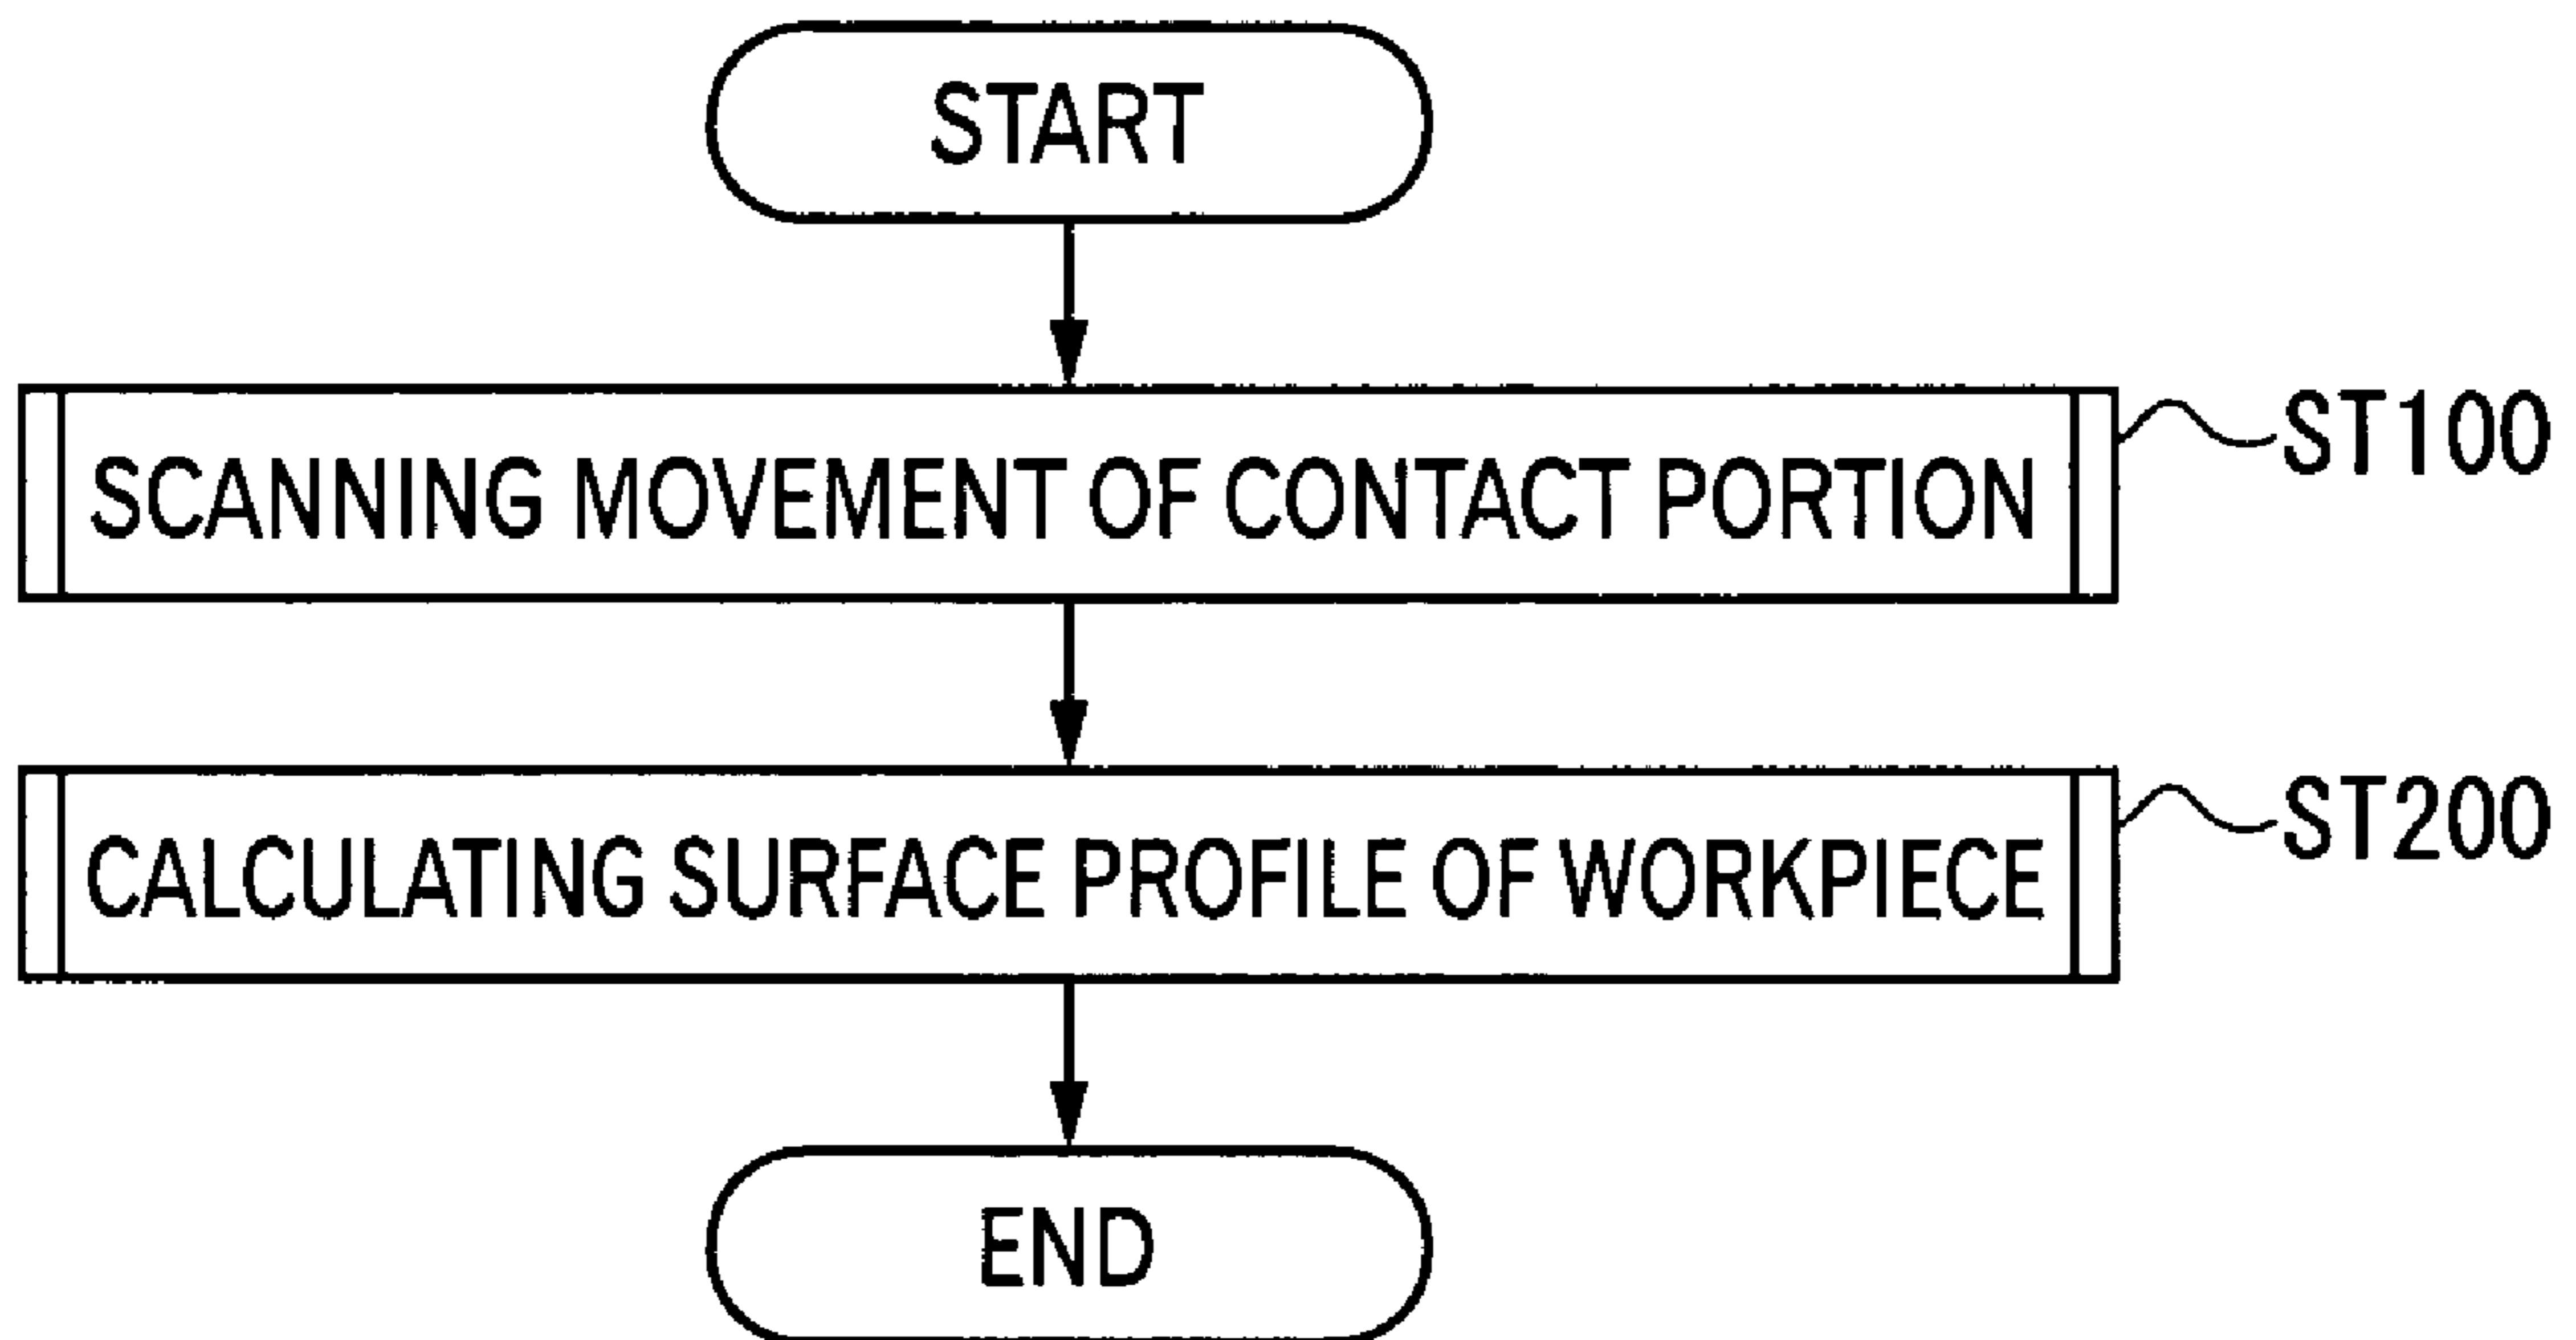 START
SCANNING MOVEMENT OF CONTACT PORTION
ST100
CALCULATING SURFACE PROFILE OF WORKPIECE
ST200
END